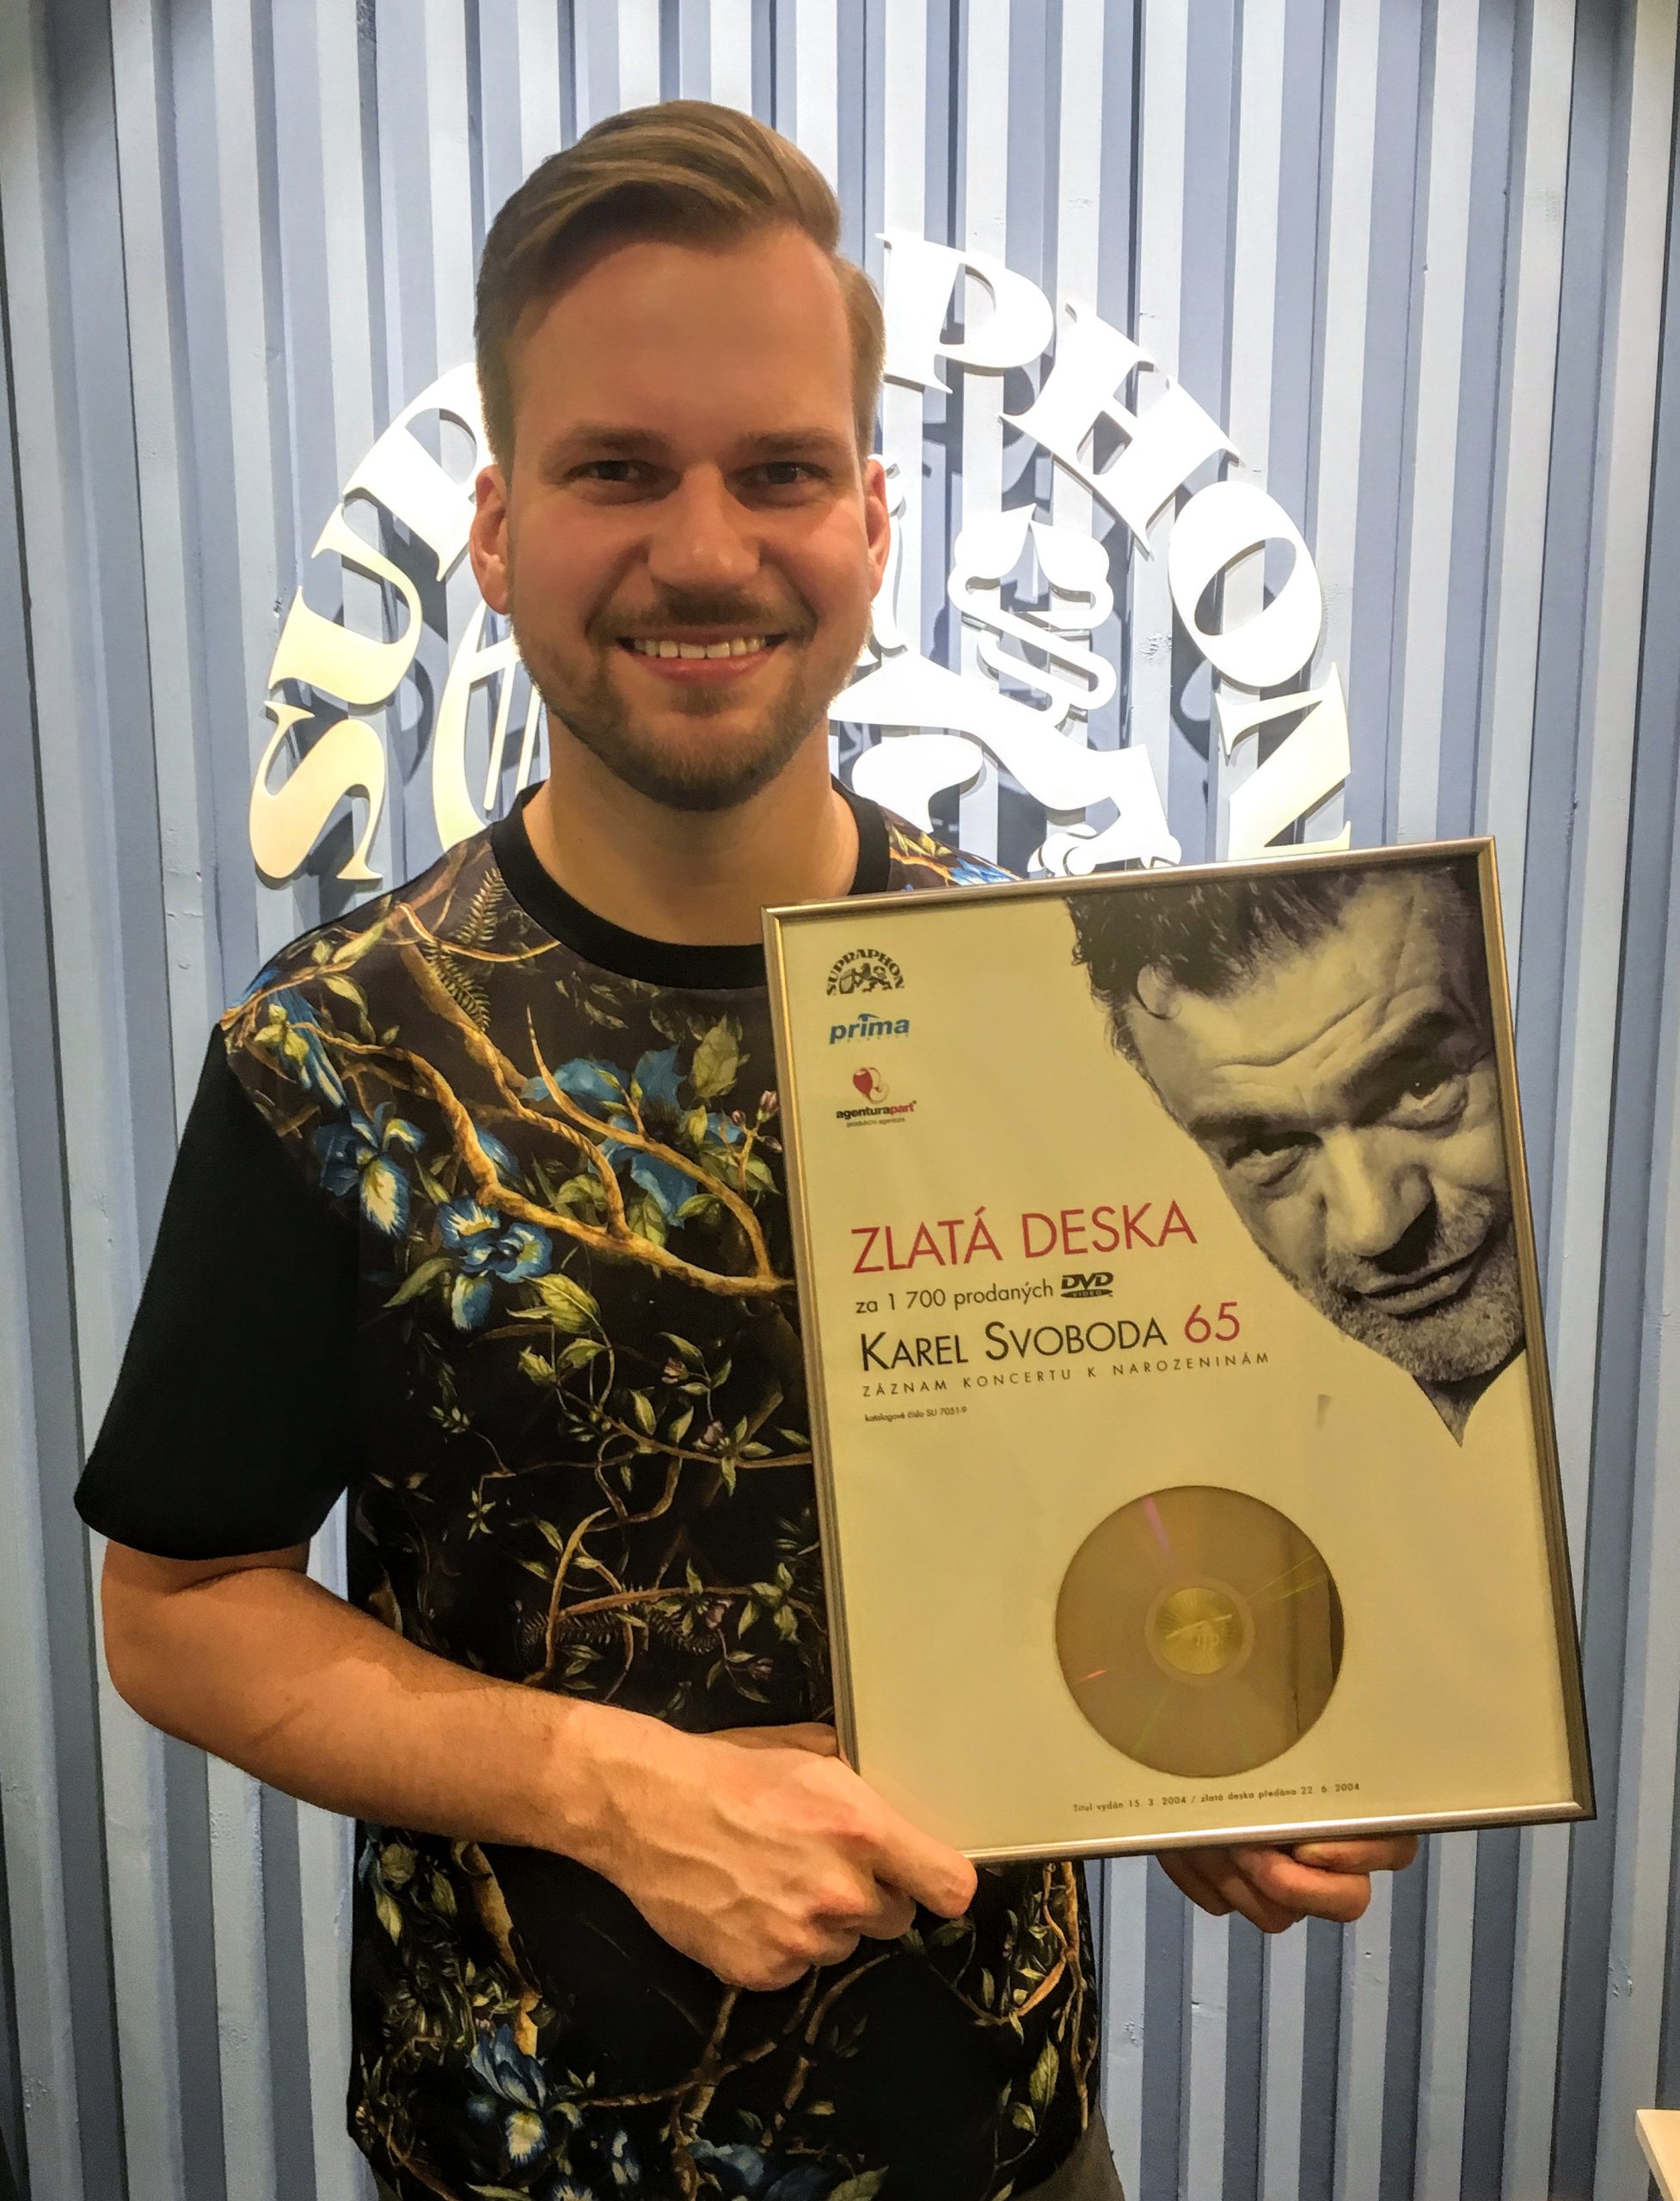 SUPRAPHON
SUPRAPHON
prima
agenturapart
produkční agentura
ZLATÁ DESKA
za 1 700 prodaných DVD
VIDEO
KAREL SVOBODA 65
ZÁZNAM KONCERTU K NAROZENINÁM
katalogové číslo SU 7051-9
Titul vydán 15. 3. 2004 / zlatá deska předána 22. 6. 2004